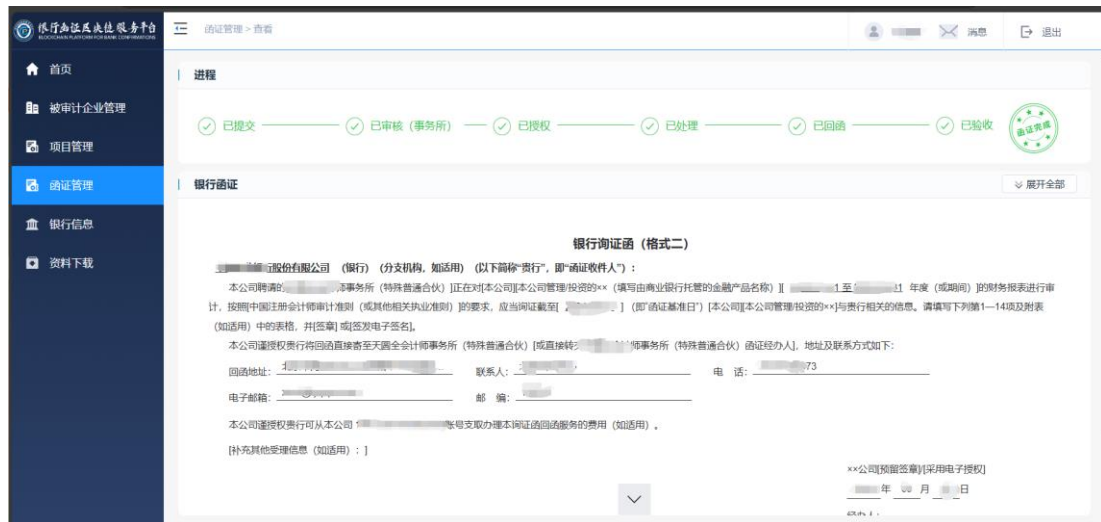 银行函证区块链服务平台
BLOCKCHAIN PLATFORM FOR BANK CONFIRMATIONS
函证管理 > 查看
消息
退出
首页
被审计企业管理
项目管理
函证管理
银行信息
资料下载
进程
已提交
已审核（事务所）
已授权
已处理
已回函
已验收
函证完成
银行函证
展开全部
银行询证函（格式二）
股份有限公司 （银行）（分支机构，如适用）（以下简称“贵行”，即“函证收件人”）：
本公司聘请的 师事务所（特殊普通合伙）]正在对[本公司][本公司管理/投资的××（填写由商业银行托管的金融产品名称）][ 1 至 年度（或期间）]的财务报表进行审
计，按照[中国注册会计师审计准则（或其他相关执业准则）]的要求，应当询证截至[ ]（即“函证基准日”）[本公司][本公司管理/投资的××]与贵行相关的信息。请填写下列第1—14项及附表
（如适用）中的表格，并[签章] 或[签发电子签名]。
本公司谨授权贵行将回函直接寄至天圆全会计师事务所（特殊普通合伙）[或直接转 师事务所（特殊普通合伙）函证经办人]，地址及联系方式如下：
回函地址：
联系人：
电 话： 73
电子邮箱：
邮 编：
本公司谨授权贵行可从本公司 账号支取办理本询证函回函服务的费用（如适用）。
[补充其他受理信息（如适用）：]
××公司[预留签章]/[采用电子授权]
年 月 日
经办人：